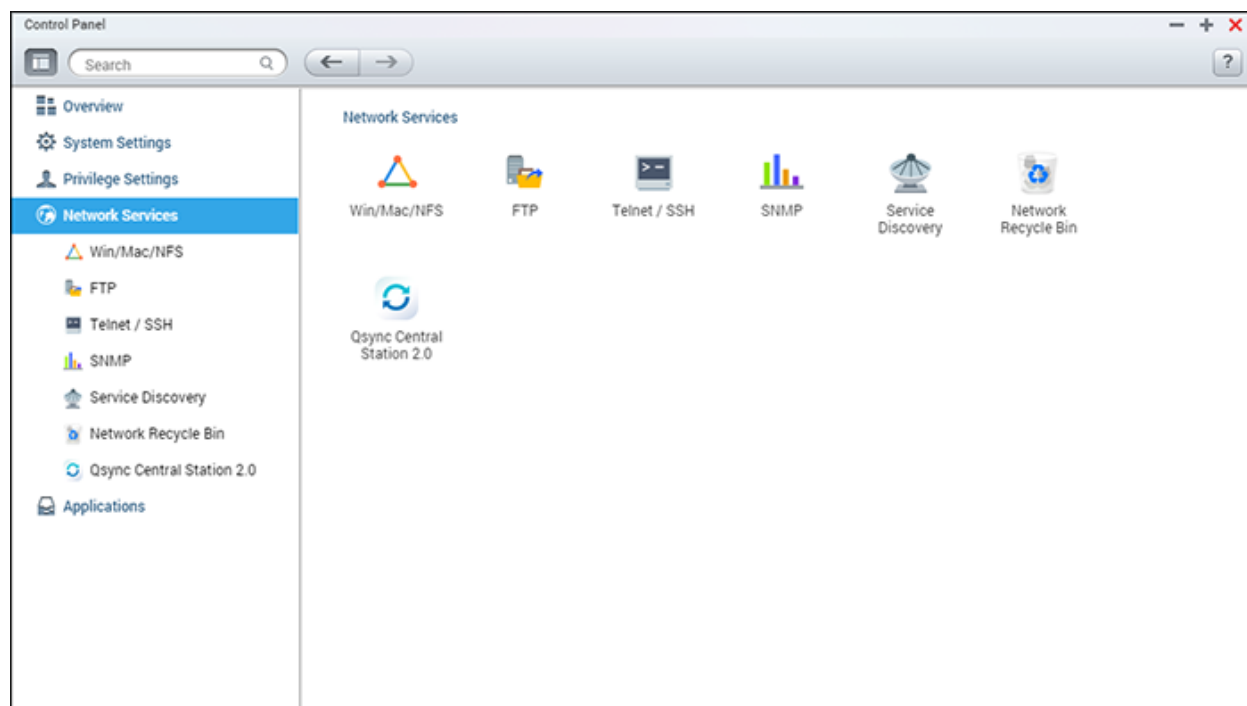 Control Panel
Search
?
Overview
System Settings
Privilege Settings
Network Services
Win/Mac/NFS
FTP
Telnet / SSH
SNMP
Service Discovery
Network Recycle Bin
Qsync Central Station 2.0
Applications
Network Services
Win/Mac/NFS
FTP
Telnet / SSH
SNMP
Service
Discovery
Network
Recycle Bin
Qsync Central
Station 2.0